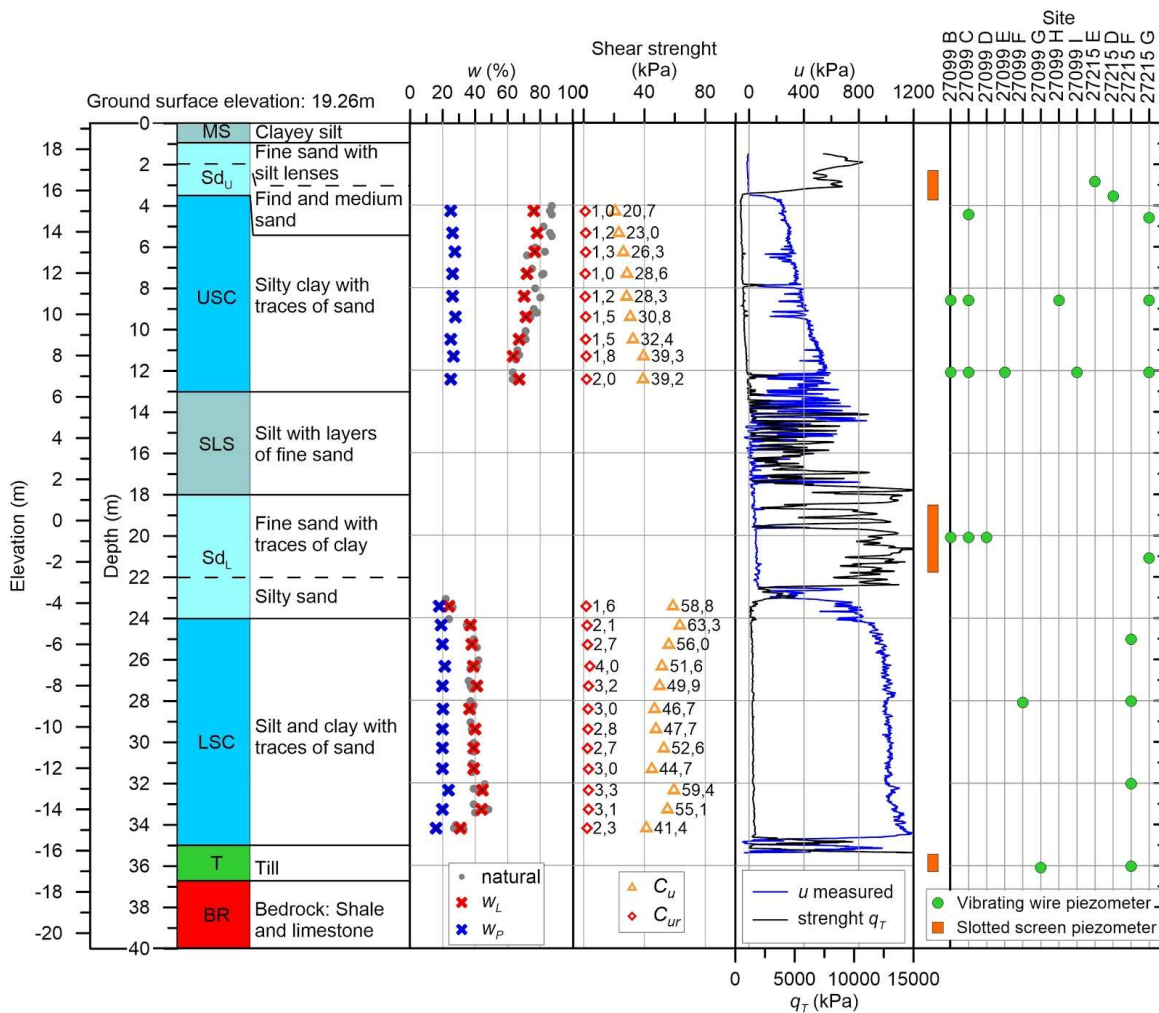 Site
27099 B
27099 C
27099 D
27099 E
27099 F
27099 G
27099 H
27099 I
27215 E
27215 D
27215 F
27215 G
Shear strenght
(kPa)
w (%)
u (kPa)
Ground surface elevation: 19.26m
0 20 40 60 80 100
0 40 80
0 400 800 1200
Elevation (m)
18
16
14
12
10
8
6
4
2
0
-2
-4
-6
-8
-10
-12
-14
-16
-18
-20
Depth (m)
0
2
4
6
8
10
12
14
16
18
20
22
24
26
28
30
32
34
36
38
40
MS
Clayey silt
Sd_U
Fine sand with
silt lenses
Find and medium
sand
USC
Silty clay with
traces of sand
SLS
Silt with layers
of fine sand
Sd_L
Fine sand with
traces of clay
Silty sand
LSC
Silt and clay with
traces of sand
T
Till
BR
Bedrock: Shale
and limestone
1,0 20,7
1,2 23,0
1,3 26,3
1,0 28,6
1,2 28,3
1,5 30,8
1,5 32,4
1,8 39,3
2,0 39,2
1,6 58,8
2,1 63,3
2,7 56,0
4,0 51,6
3,2 49,9
3,0 46,7
2,8 47,7
2,7 52,6
3,0 44,7
3,3 59,4
3,1 55,1
2,3 41,4
natural
w_L
w_P
C_u
C_ur
u measured
strenght q_T
Vibrating wire piezometer
Slotted screen piezometer
0 5000 10000 15000
q_T (kPa)